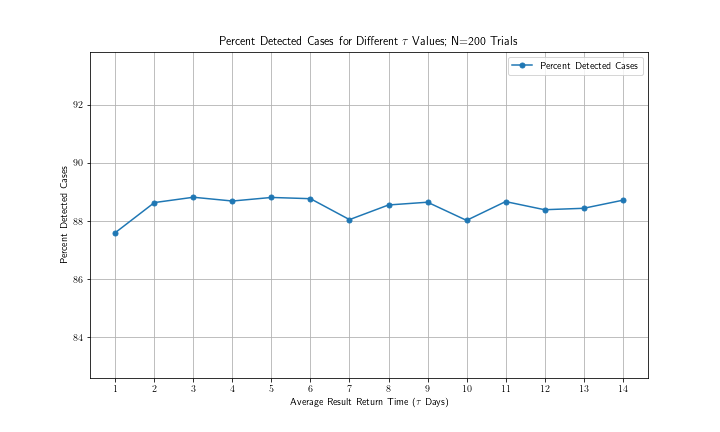 Percent Detected Cases for Different τ Values; N=200 Trials
Percent Detected Cases
92
90
88
86
84
Percent Detected Cases
1 2 3 4 5 6 7 8 9 10 11 12 13 14
Average Result Return Time (τ Days)